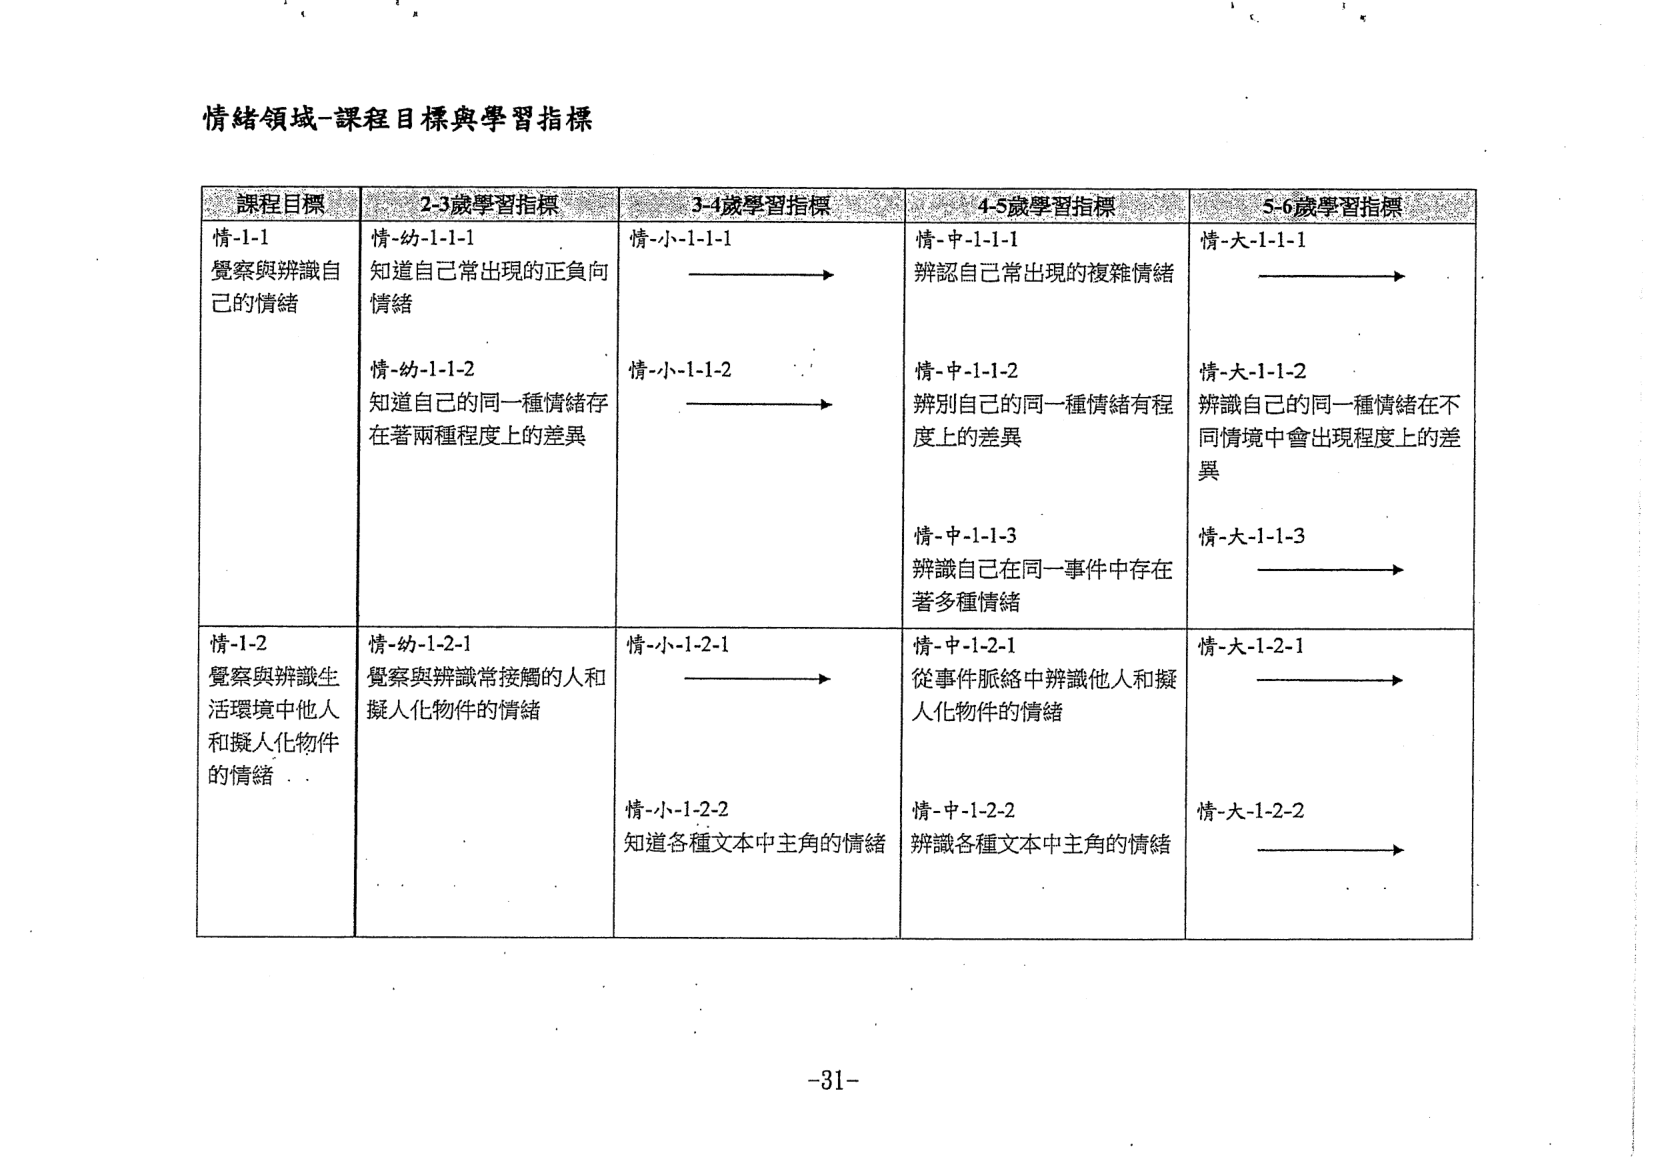 情緒領域-課程目標與學習指標
課程目標
2-3歲學習指標
3-4歲學習指標
4-5歲學習指標
5-6歲學習指標
情-1-1
覺察與辨識自
己的情緒
情-幼-1-1-1
知道自己常出現的正負向
情緒
情-幼-1-1-2
知道自己的同一種情緒存
在著兩種程度上的差異
情-小-1-1-1
情-小-1-1-2
情-中-1-1-1
辨認自己常出現的複雜情緒
情-中-1-1-2
辨別自己的同一種情緒有程
度上的差異
情-中-1-1-3
辨識自己在同一事件中存在
著多種情緒
情-大-1-1-1
情-大-1-1-2
辨識自己的同一種情緒在不
同情境中會出現程度上的差
異
情-大-1-1-3
情-1-2
覺察與辨識生
活環境中他人
和擬人化物件
的情緒
情-幼-1-2-1
覺察與辨識常接觸的人和
擬人化物件的情緒
情-小-1-2-1
情-小-1-2-2
知道各種文本中主角的情緒
情-中-1-2-1
從事件脈絡中辨識他人和擬
人化物件的情緒
情-中-1-2-2
辨識各種文本中主角的情緒
情-大-1-2-1
情-大-1-2-2
-31-